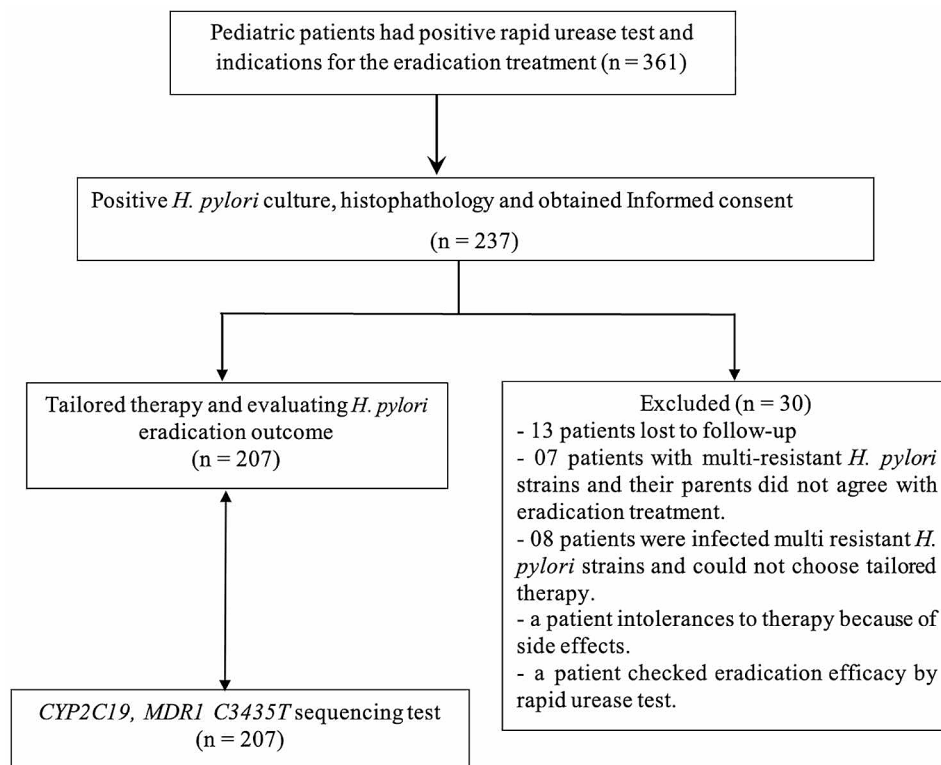 Pediatric patients had positive rapid urease test and
indications for the eradication treatment (n = 361)
Positive H. pylori culture, histophathology and obtained Informed consent
(n = 237)
Tailored therapy and evaluating H. pylori
eradication outcome
(n = 207)
Excluded (n = 30)
- 13 patients lost to follow-up
- 07 patients with multi-resistant H. pylori
strains and their parents did not agree with
eradication treatment.
- 08 patients were infected multi resistant H.
pylori strains and could not choose tailored
therapy.
- a patient intolerances to therapy because of
side effects.
- a patient checked eradication efficacy by
rapid urease test.
CYP2C19, MDR1 C3435T sequencing test
(n = 207)